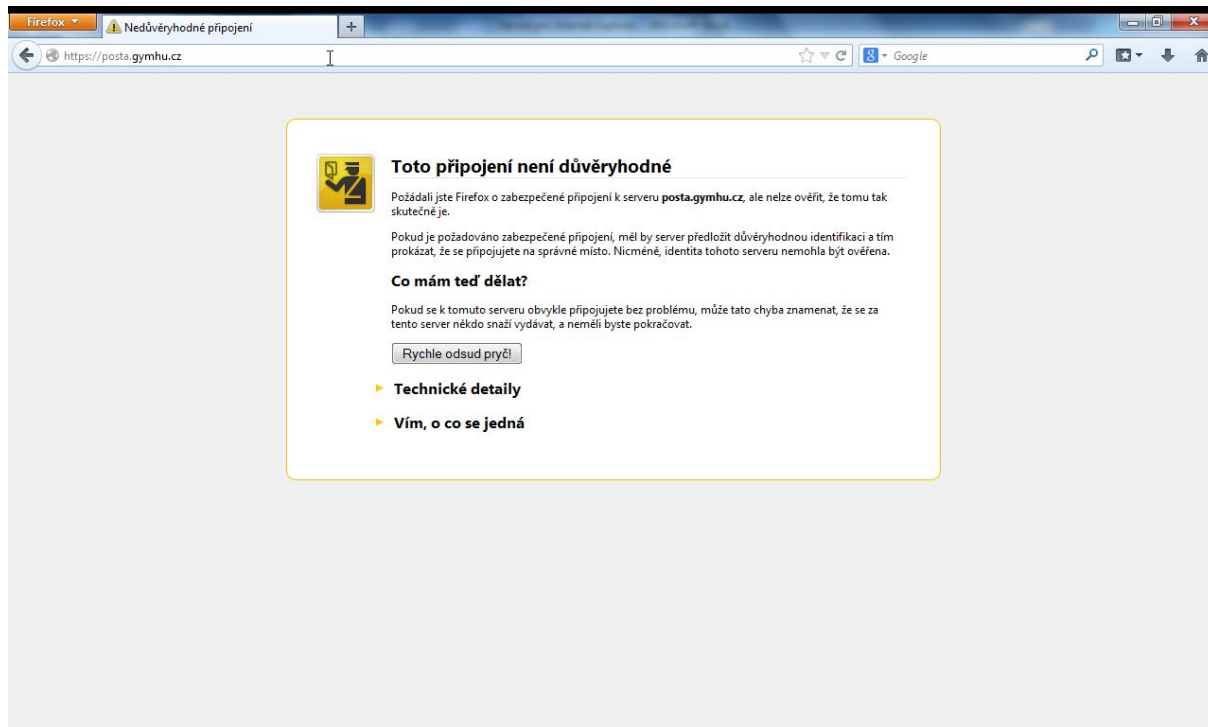 Firefox
Nedůvěryhodné připojení
https://posta.gymhu.cz
Google
Toto připojení není důvěryhodné
Požádali jste Firefox o zabezpečené připojení k serveru posta.gymhu.cz, ale nelze ověřit, že tomu tak
skutečně je.
Pokud je požadováno zabezpečené připojení, měl by server předložit důvěryhodnou identifikaci a tím
prokázat, že se připojujete na správné místo. Nicméně, identita tohoto serveru nemohla být ověřena.
Co mám teď dělat?
Pokud se k tomuto serveru obvykle připojujete bez problému, může tato chyba znamenat, že se za
tento server někdo snaží vydávat, a neměli byste pokračovat.
Rychle odsud pryč!
Technické detaily
Vím, o co se jedná